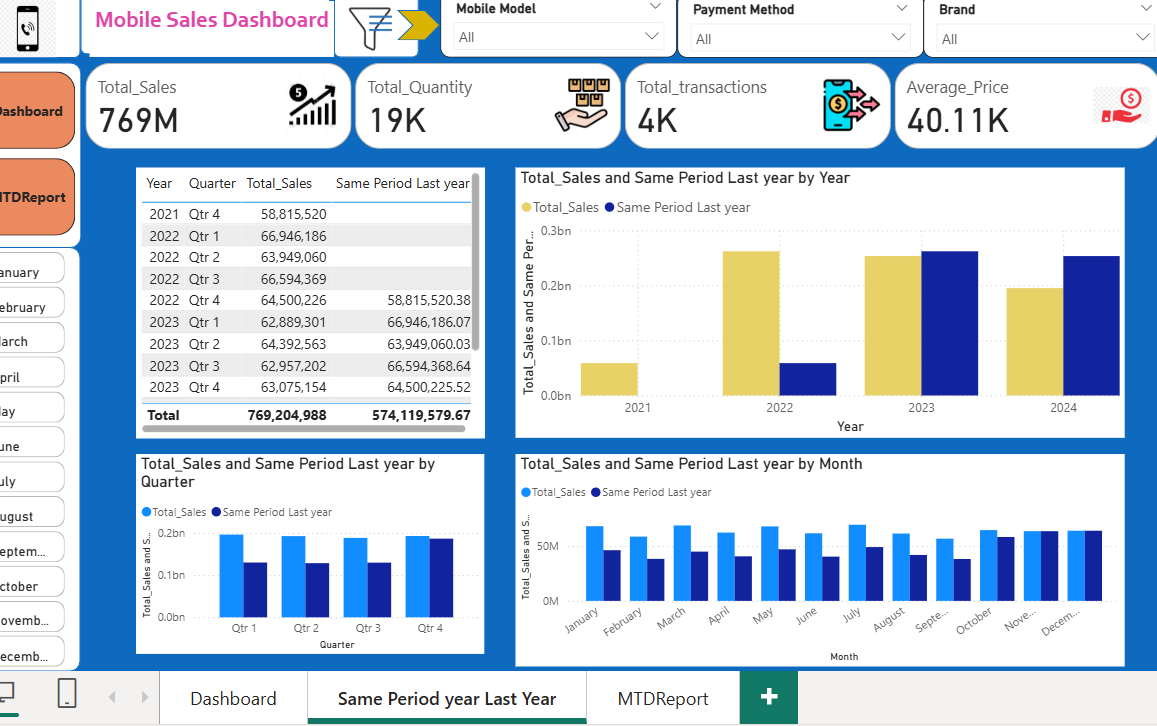 Mobile Sales Dashboard
Mobile Model
All
Payment Method
All
Brand
All
ashboard
MTDReport
anuary
ebruary
arch
pril
ay
une
uly
ugust
eptem...
ctober
ovemb...
ecemb...
Total_Sales
769M
5
Total_Quantity
19K
Total_transactions
4K
$
Average_Price
40.11K
$
Year Quarter Total_Sales Same Period Last year
2021 Qtr 4 58,815,520
2022 Qtr 1 66,946,186
2022 Qtr 2 63,949,060
2022 Qtr 3 66,594,369
2022 Qtr 4 64,500,226 58,815,520.38
2023 Qtr 1 62,889,301 66,946,186.07
2023 Qtr 2 64,392,563 63,949,060.03
2023 Qtr 3 62,957,202 66,594,368.64
2023 Qtr 4 63,075,154 64,500,225.52
Total 769,204,988 574,119,579.67
Total_Sales and Same Period Last year by Year
Total_Sales Same Period Last year
Total_Sales and Same Per...
0.3bn
0.2bn
0.1bn
0.0bn
2021 2022 2023 2024
Year
Total_Sales and Same Period Last year by
Quarter
Total_Sales Same Period Last year
Total_Sales and S...
0.2bn
0.1bn
0.0bn
Qtr 1 Qtr 2 Qtr 3 Qtr 4
Quarter
Total_Sales and Same Period Last year by Month
Total_Sales Same Period Last year
Total_Sales and S...
50M
0M
January February March April May June July August Septe... October Nove... Decem...
Month
Dashboard
Same Period year Last Year
MTDReport
+